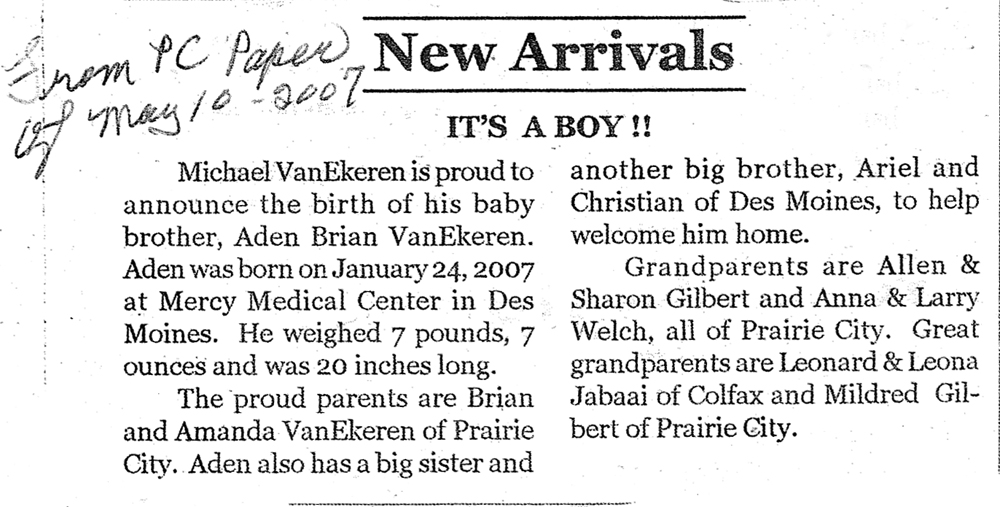 From PC Paper
of May 10-2007
New Arrivals
IT'S A BOY !!
Michael VanEkeren is proud to
announce the birth of his baby
brother, Aden Brian VanEkeren.
Aden was born on January 24, 2007
at Mercy Medical Center in Des
Moines. He weighed 7 pounds, 7
ounces and was 20 inches long.
The proud parents are Brian
and Amanda VanEkeren of Prairie
City. Aden also has a big sister and
another big brother, Ariel and
Christian of Des Moines, to help
welcome him home.
Grandparents are Allen &
Sharon Gilbert and Anna & Larry
Welch, all of Prairie City. Great
grandparents are Leonard & Leona
Jabaai of Colfax and Mildred Gil-
bert of Prairie City.